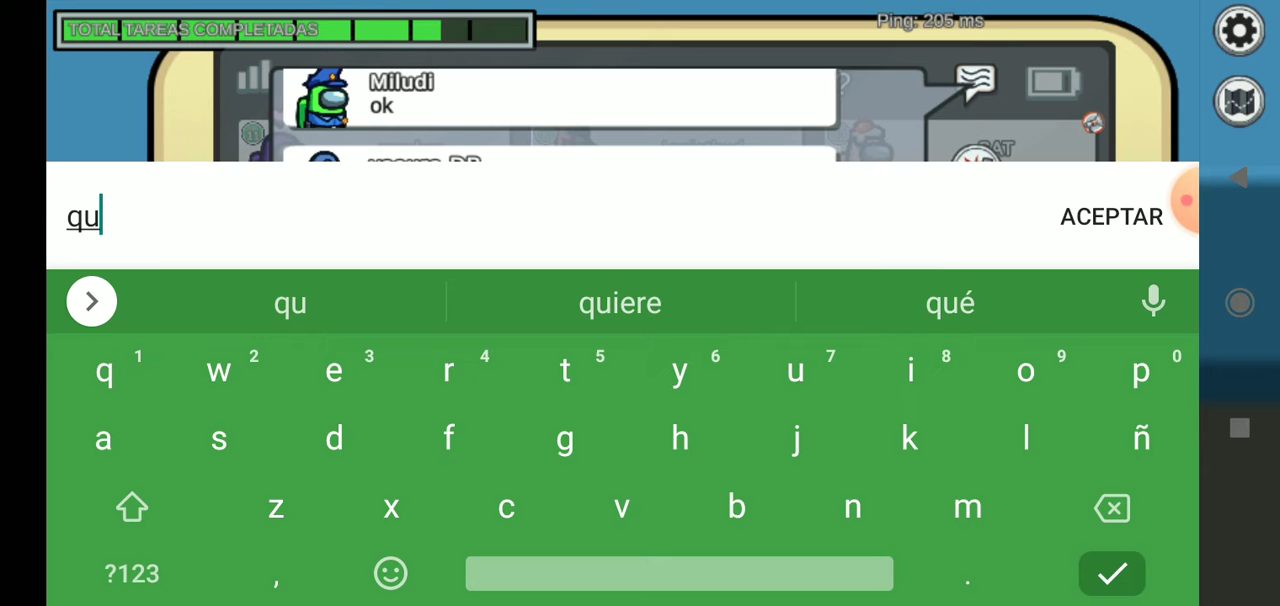 TOTAL TAREAS COMPLETADAS
Ping: 205 ms
Miludi
ok
qu
ACEPTAR
qu quiere qué
1 2 3 4 5 6 7 8 9 0
q w e r t y u i o p
a s d f g h j k l ñ
z x c v b n m
?123 , .